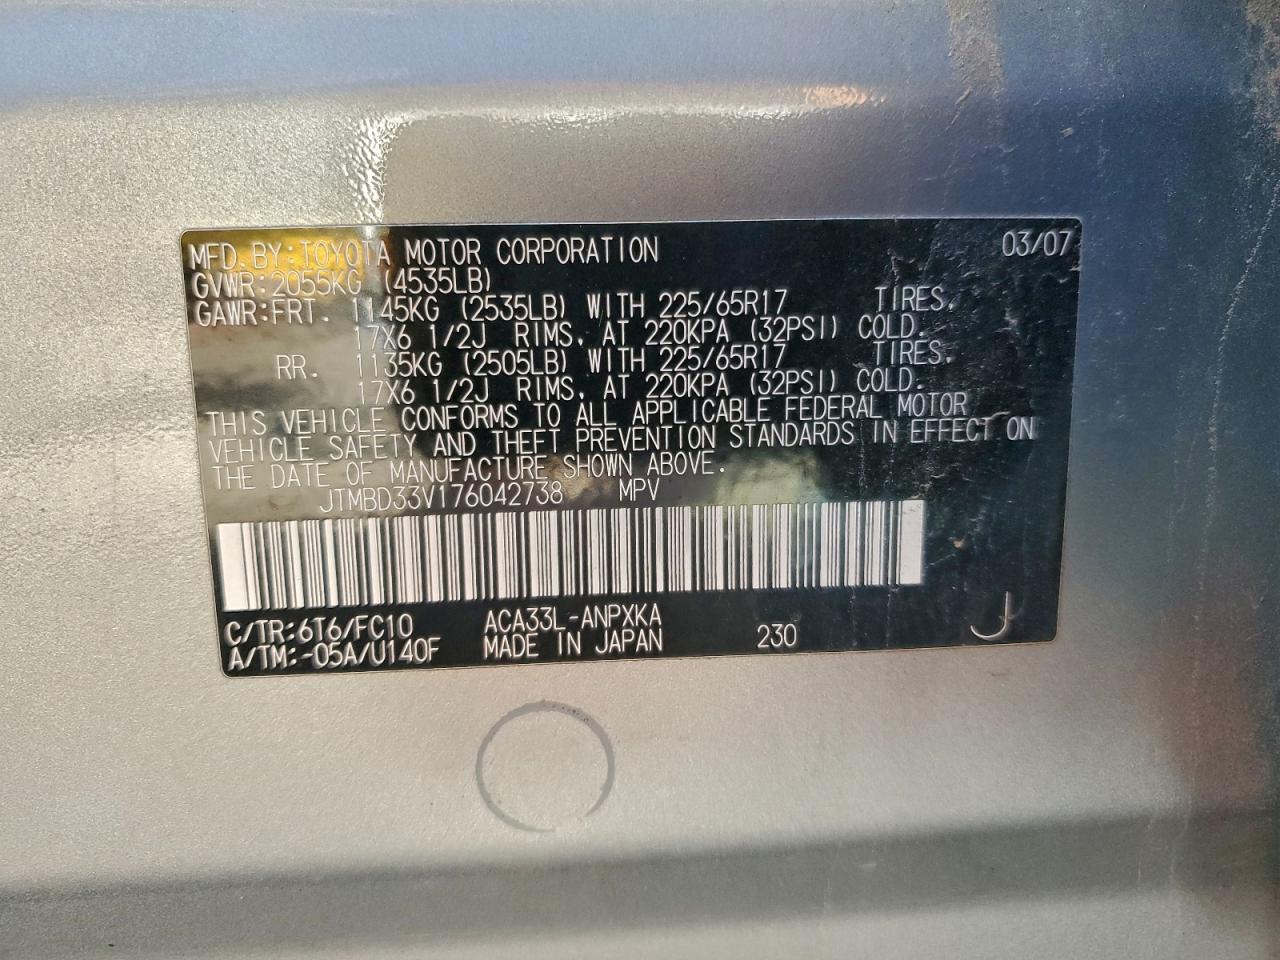 MFD.BY:TOYOTA MOTOR CORPORATION 03/07
GVWR:2055KG (4535LB)
GAWR:FRT. 1145KG (2535LB) WITH 225/65R17 TIRES,
17X6 1/2J RIMS, AT 220KPA (32PSI) COLD.
RR. 1135KG (2505LB) WITH 225/65R17 TIRES,
17X6 1/2J RIMS, AT 220KPA (32PSI) COLD.
THIS VEHICLE CONFORMS TO ALL APPLICABLE FEDERAL MOTOR
VEHICLE SAFETY AND THEFT PREVENTION STANDARDS IN EFFECT ON
THE DATE OF MANUFACTURE SHOWN ABOVE.
JTMBD33V176042738 MPV
C/TR:6T6/FC10 ACA33L-ANPXKA
A/TM:-05A/U140F MADE IN JAPAN 230 J